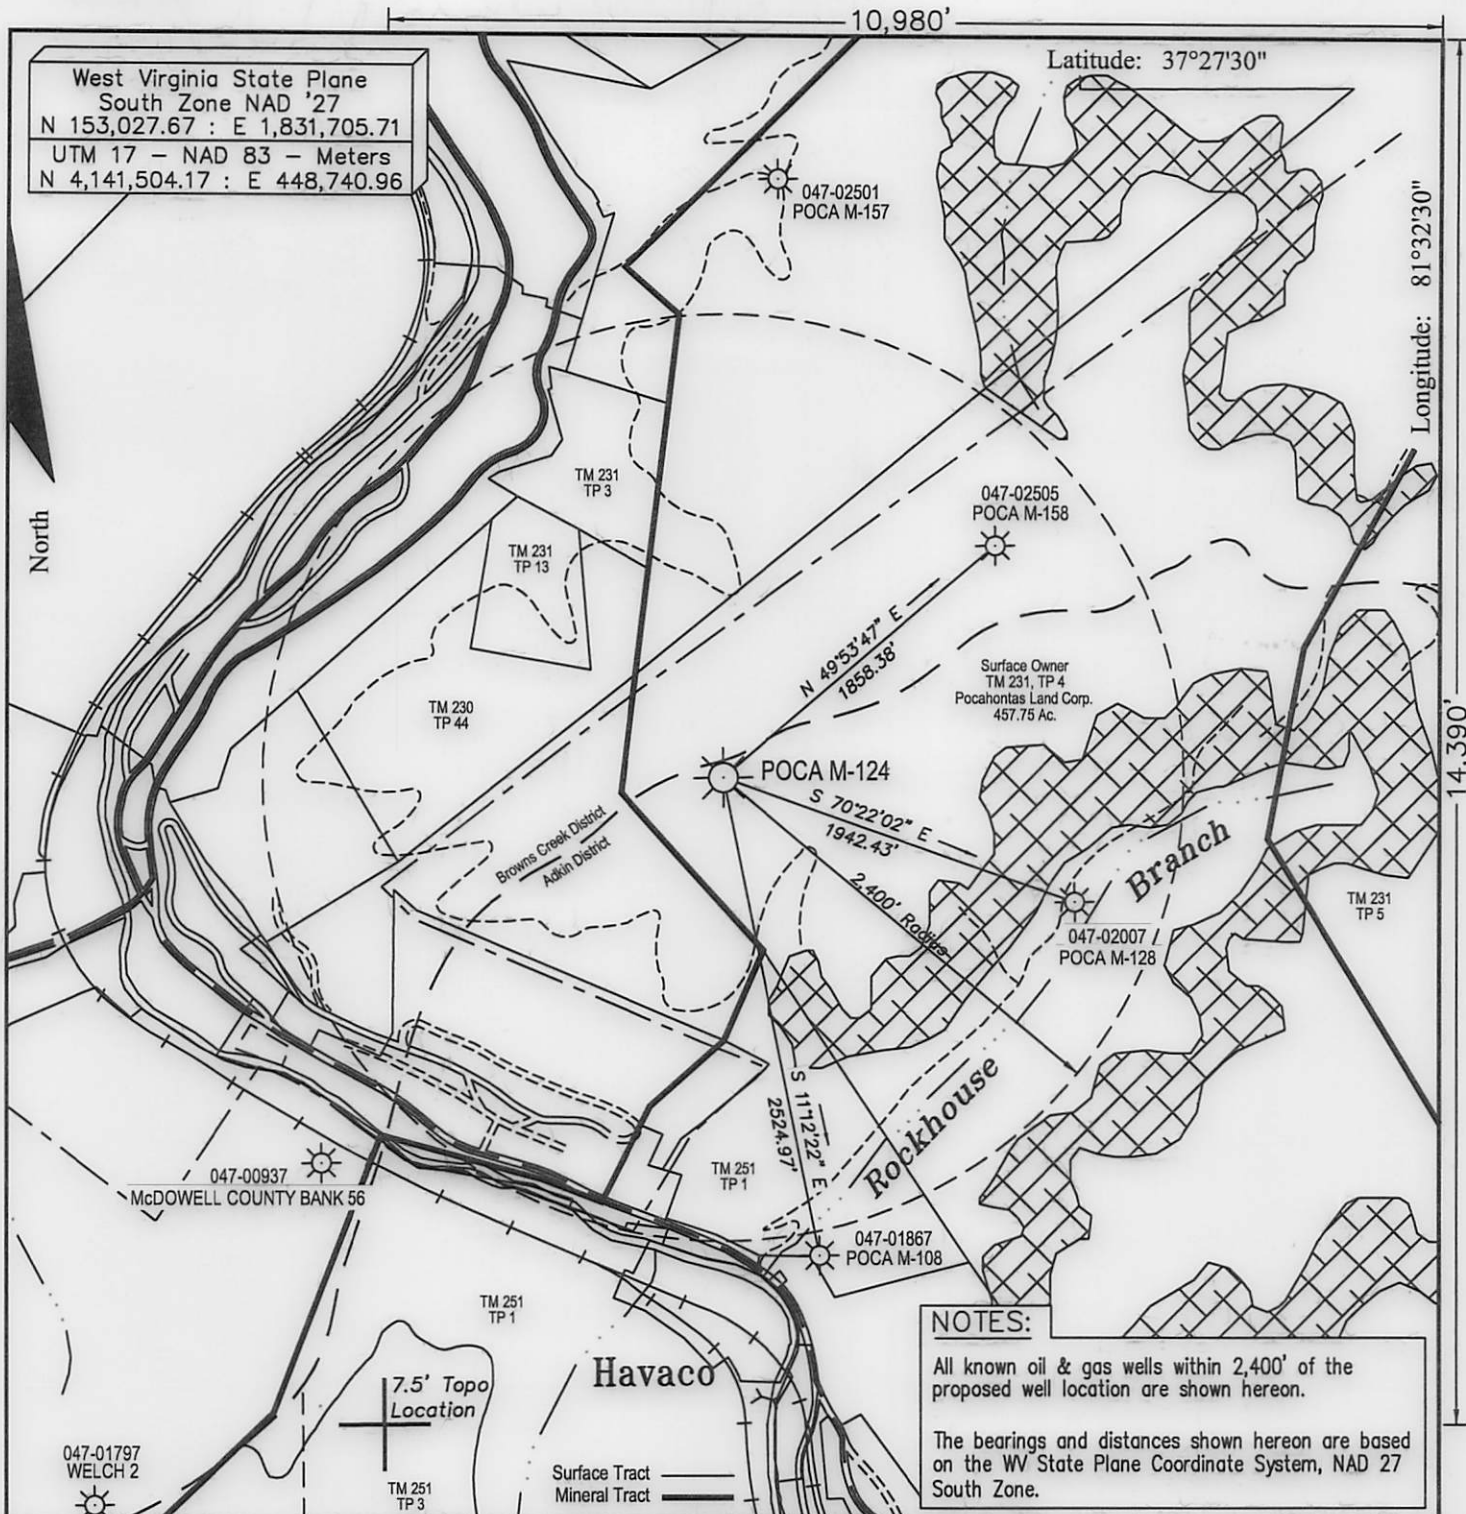 10,980'
West Virginia State Plane
South Zone NAD '27
N 153,027.67 : E 1,831,705.71
UTM 17 – NAD 83 – Meters
N 4,141,504.17 : E 448,740.96
Latitude: 37°27'30"
Longitude: 81°32'30"
047-02501
POCA M-157
North
TM 231
TP 3
047-02505
POCA M-158
TM 231
TP 13
N 49°53'47" E
1858.38'
Surface Owner
TM 231, TP 4
Pocahontas Land Corp.
457.75 Ac.
TM 230
TP 44
14,390'
POCA M-124
S 70°22'02" E
1942.43'
Browns Creek District
Adkin District
2,400' Radius
Branch
TM 231
TP 5
047-02007
POCA M-128
Rockhouse
S 11°12'22" E
2524.97'
TM 251
TP 1
047-00937
McDOWELL COUNTY BANK 56
047-01867
POCA M-108
TM 251
TP 1
Havaco
NOTES:
All known oil & gas wells within 2,400' of the
proposed well location are shown hereon.
The bearings and distances shown hereon are based
on the WV State Plane Coordinate System, NAD 27
South Zone.
7.5' Topo
Location
047-01797
WELCH 2
TM 251
TP 3
Surface Tract
Mineral Tract